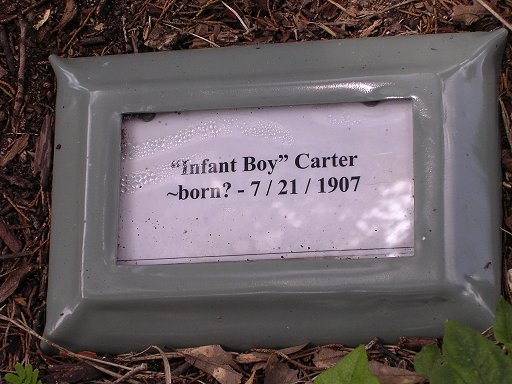 “Infant Boy” Carter
~born? - 7 / 21 / 1907